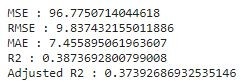 MSE : 96.7750714044618
RMSE : 9.837432155011886
MAE : 7.455895061963607
R2 : 0.3873692800799008
Adjusted R2 : 0.37392686932535146